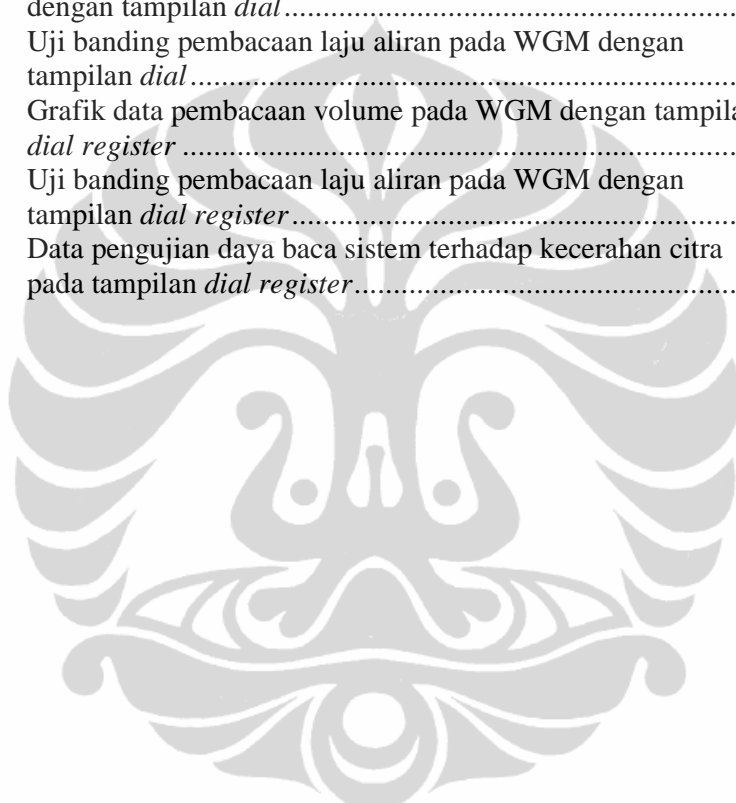 dengan tampilan dial.......................................................
Uji banding pembacaan laju aliran pada WGM dengan
tampilan dial...................................................................
Grafik data pembacaan volume pada WGM dengan tampila
dial register ....................................................................
Uji banding pembacaan laju aliran pada WGM dengan
tampilan dial register......................................................
Data pengujian daya baca sistem terhadap kecerahan citra
pada tampilan dial register..............................................